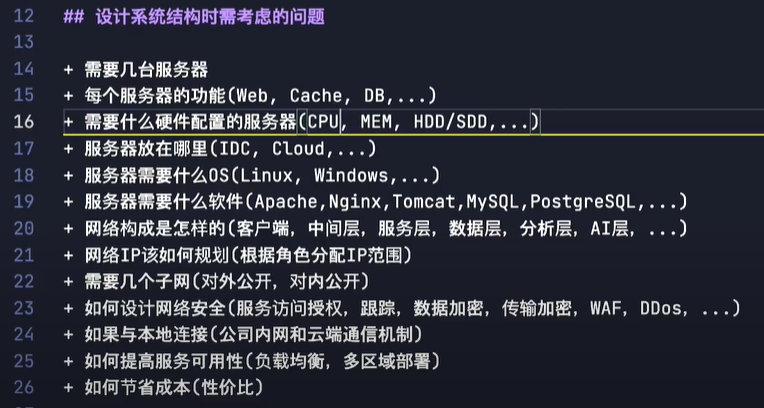 12 ## 设计系统结构时需考虑的问题
13
14 + 需要几台服务器
15 + 每个服务器的功能(Web, Cache, DB,...)
16 + 需要什么硬件配置的服务器(CPU, MEM, HDD/SDD,...)
17 + 服务器放在哪里(IDC, Cloud,...)
18 + 服务器需要什么OS(Linux, Windows,...)
19 + 服务器需要什么软件(Apache,Nginx,Tomcat,MySQL,PostgreSQL,...)
20 + 网络构成是怎样的(客户端, 中间层, 服务层, 数据层, 分析层, AI层, ...)
21 + 网络IP该如何规划(根据角色分配IP范围)
22 + 需要几个子网(对外公开, 对内公开)
23 + 如何设计网络安全(服务访问授权, 跟踪, 数据加密, 传输加密, WAF, DDos, ...)
24 + 如果与本地连接(公司内网和云端通信机制)
25 + 如何提高服务可用性(负载均衡, 多区域部署)
26 + 如何节省成本(性价比)